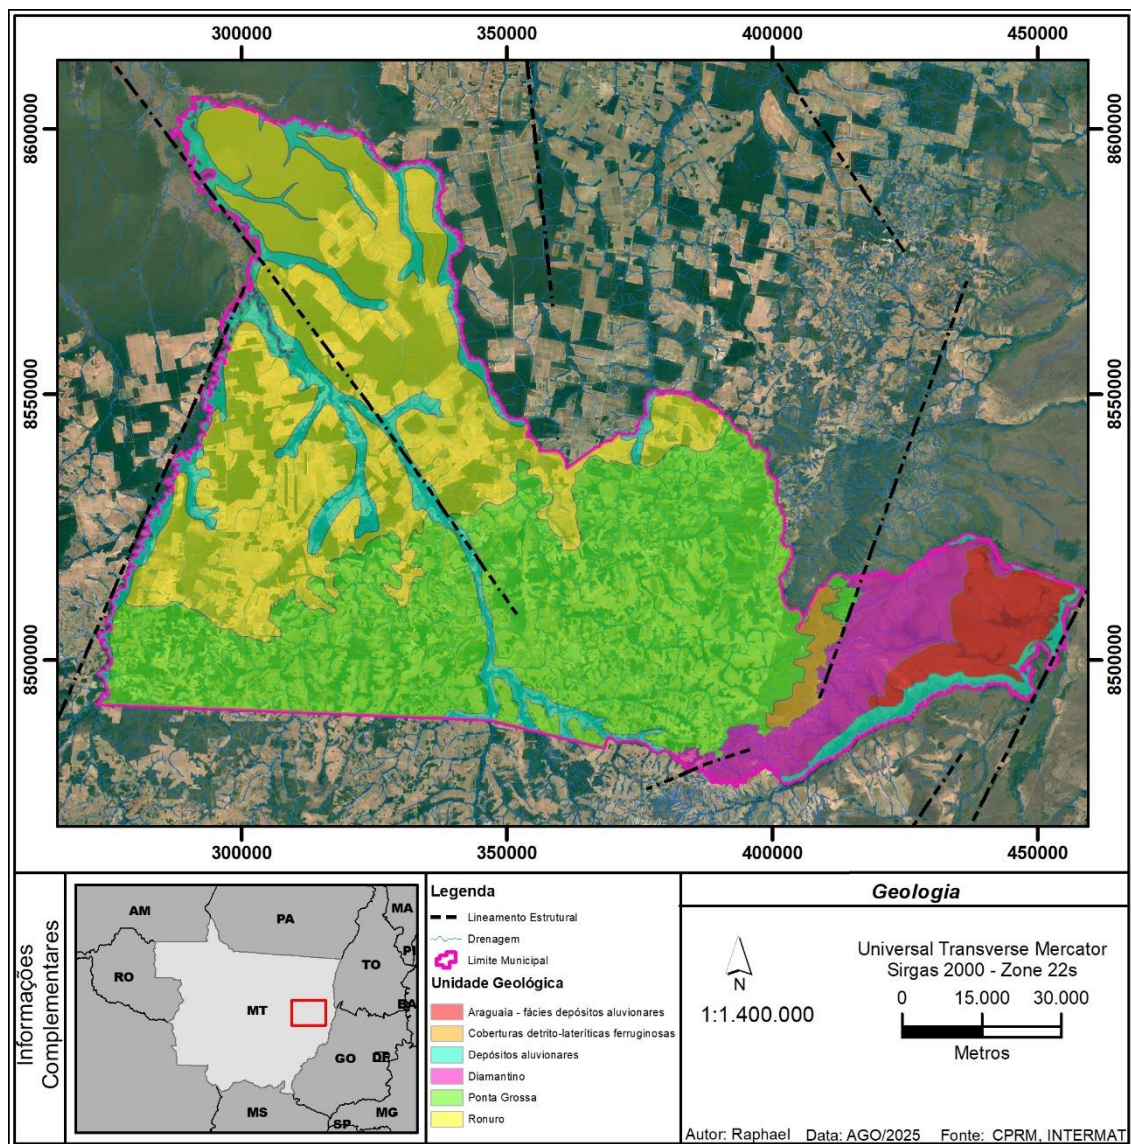 300000 350000 400000 450000
8600000 8600000
8550000 8550000
8500000 8500000
300000 350000 400000 450000
Informações
Complementares
AM PA MA
RO TO
MT BA
GO DF
MS MG
SP
Legenda
Lineamento Estrutural
Drenagem
Limite Municipal
Unidade Geológica
Araguaia - fácies depósitos aluvionares
Coberturas detrito-lateríticas ferruginosas
Depósitos aluvionares
Diamantino
Ponta Grossa
Ronuro
Geologia
N
1:1.400.000
Universal Transverse Mercator
Sirgas 2000 - Zone 22s
0 15.000 30.000
Metros
Autor: Raphael Data: AGO/2025 Fonte: CPRM, INTERMAT